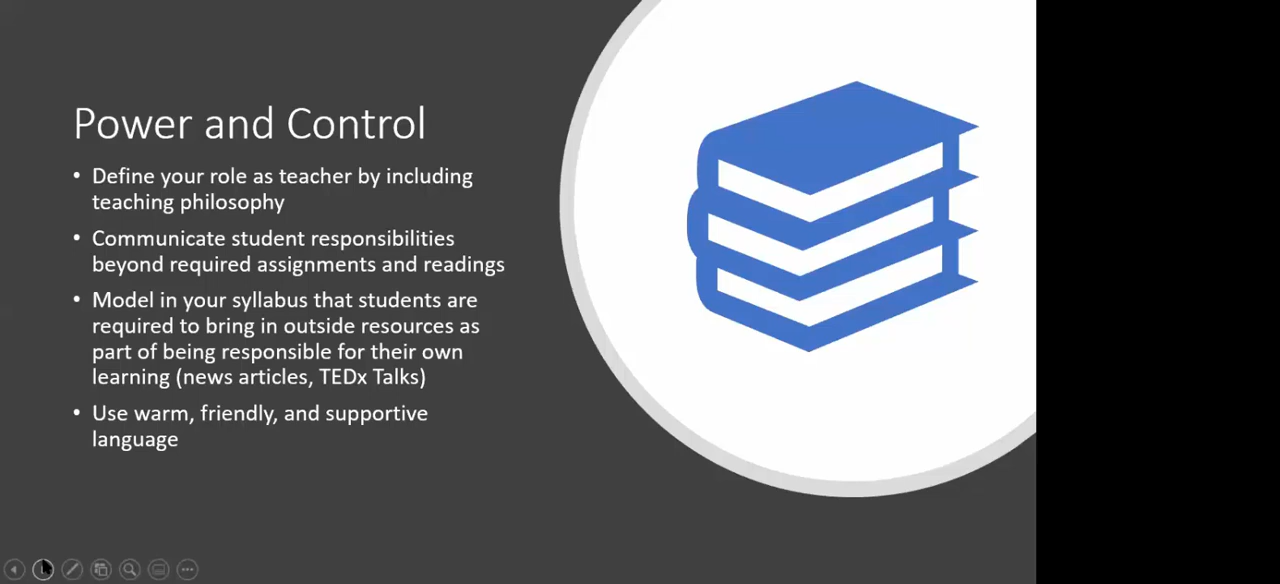 Power and Control
• Define your role as teacher by including
teaching philosophy
• Communicate student responsibilities
beyond required assignments and readings
• Model in your syllabus that students are
required to bring in outside resources as
part of being responsible for their own
learning (news articles, TEDx Talks)
• Use warm, friendly, and supportive
language